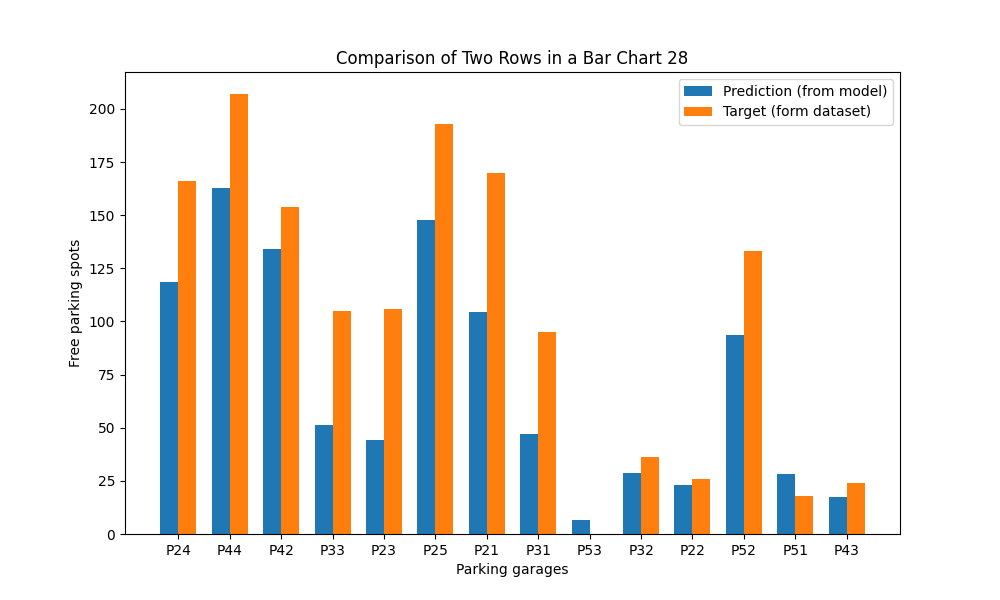 Comparison of Two Rows in a Bar Chart 28
Prediction (from model)
Target (form dataset)
Free parking spots
200
175
150
125
100
75
50
25
0
P24 P44 P42 P33 P23 P25 P21 P31 P53 P32 P22 P52 P51 P43
Parking garages